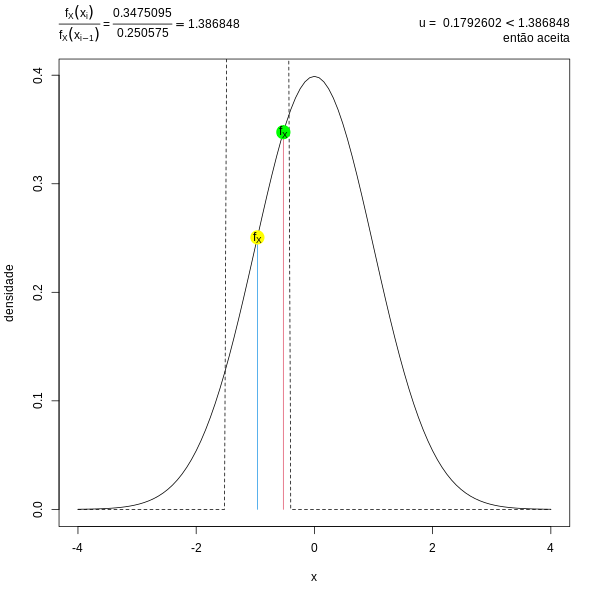 fX(xi) / fX(xi−1) = 0.3475095 / 0.250575 = 1.386848
u = 0.1792602 < 1.386848
então aceita
0.4
0.3
0.2
0.1
0.0
densidade
fX
fX
-4 -2 0 2 4
x